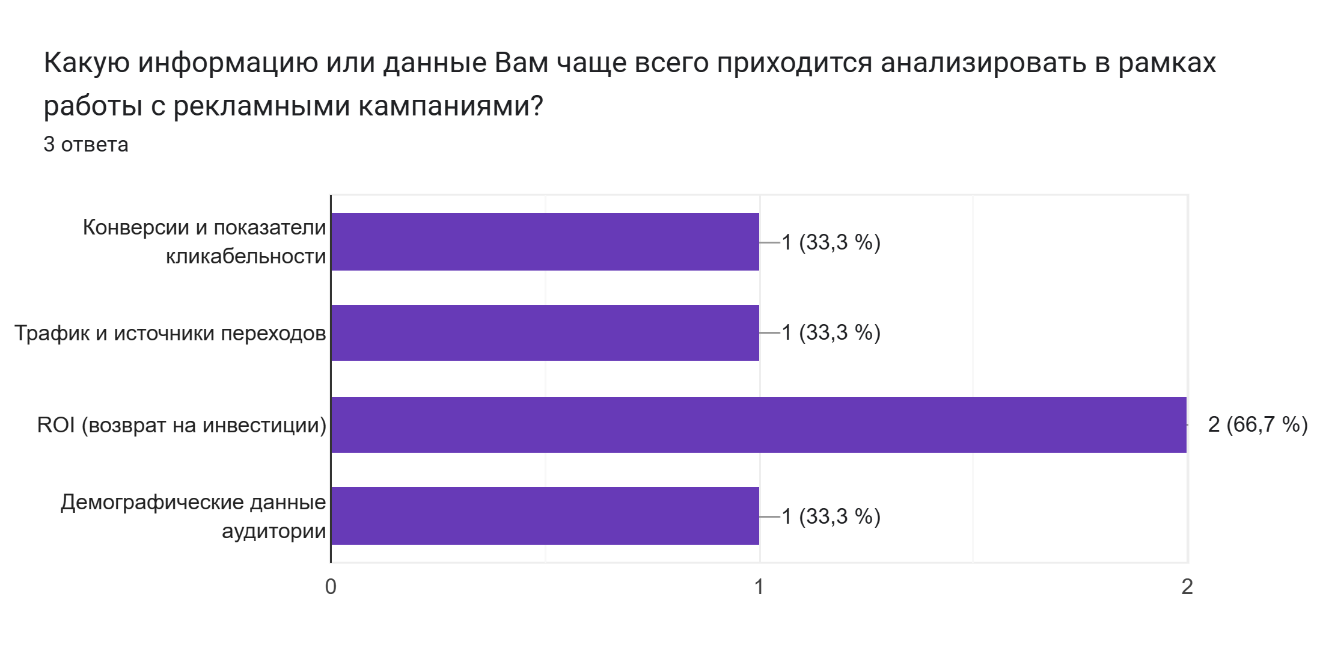 Какую информацию или данные Вам чаще всего приходится анализировать в рамках
работы с рекламными кампаниями?
3 ответа
Конверсии и показатели
кликабельности
1 (33,3 %)
Трафик и источники переходов
1 (33,3 %)
ROI (возврат на инвестиции)
2 (66,7 %)
Демографические данные
аудитории
1 (33,3 %)
0
1
2